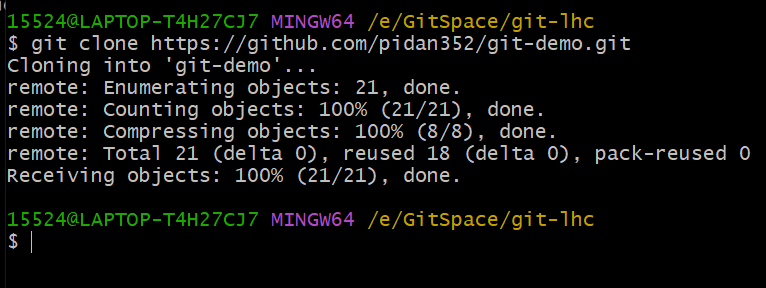 15524@LAPTOP-T4H27CJ7 MINGW64 /e/GitSpace/git-lhc
$ git clone https://github.com/pidan352/git-demo.git
Cloning into 'git-demo'...
remote: Enumerating objects: 21, done.
remote: Counting objects: 100% (21/21), done.
remote: Compressing objects: 100% (8/8), done.
remote: Total 21 (delta 0), reused 18 (delta 0), pack-reused 0
Receiving objects: 100% (21/21), done.
15524@LAPTOP-T4H27CJ7 MINGW64 /e/GitSpace/git-lhc
$